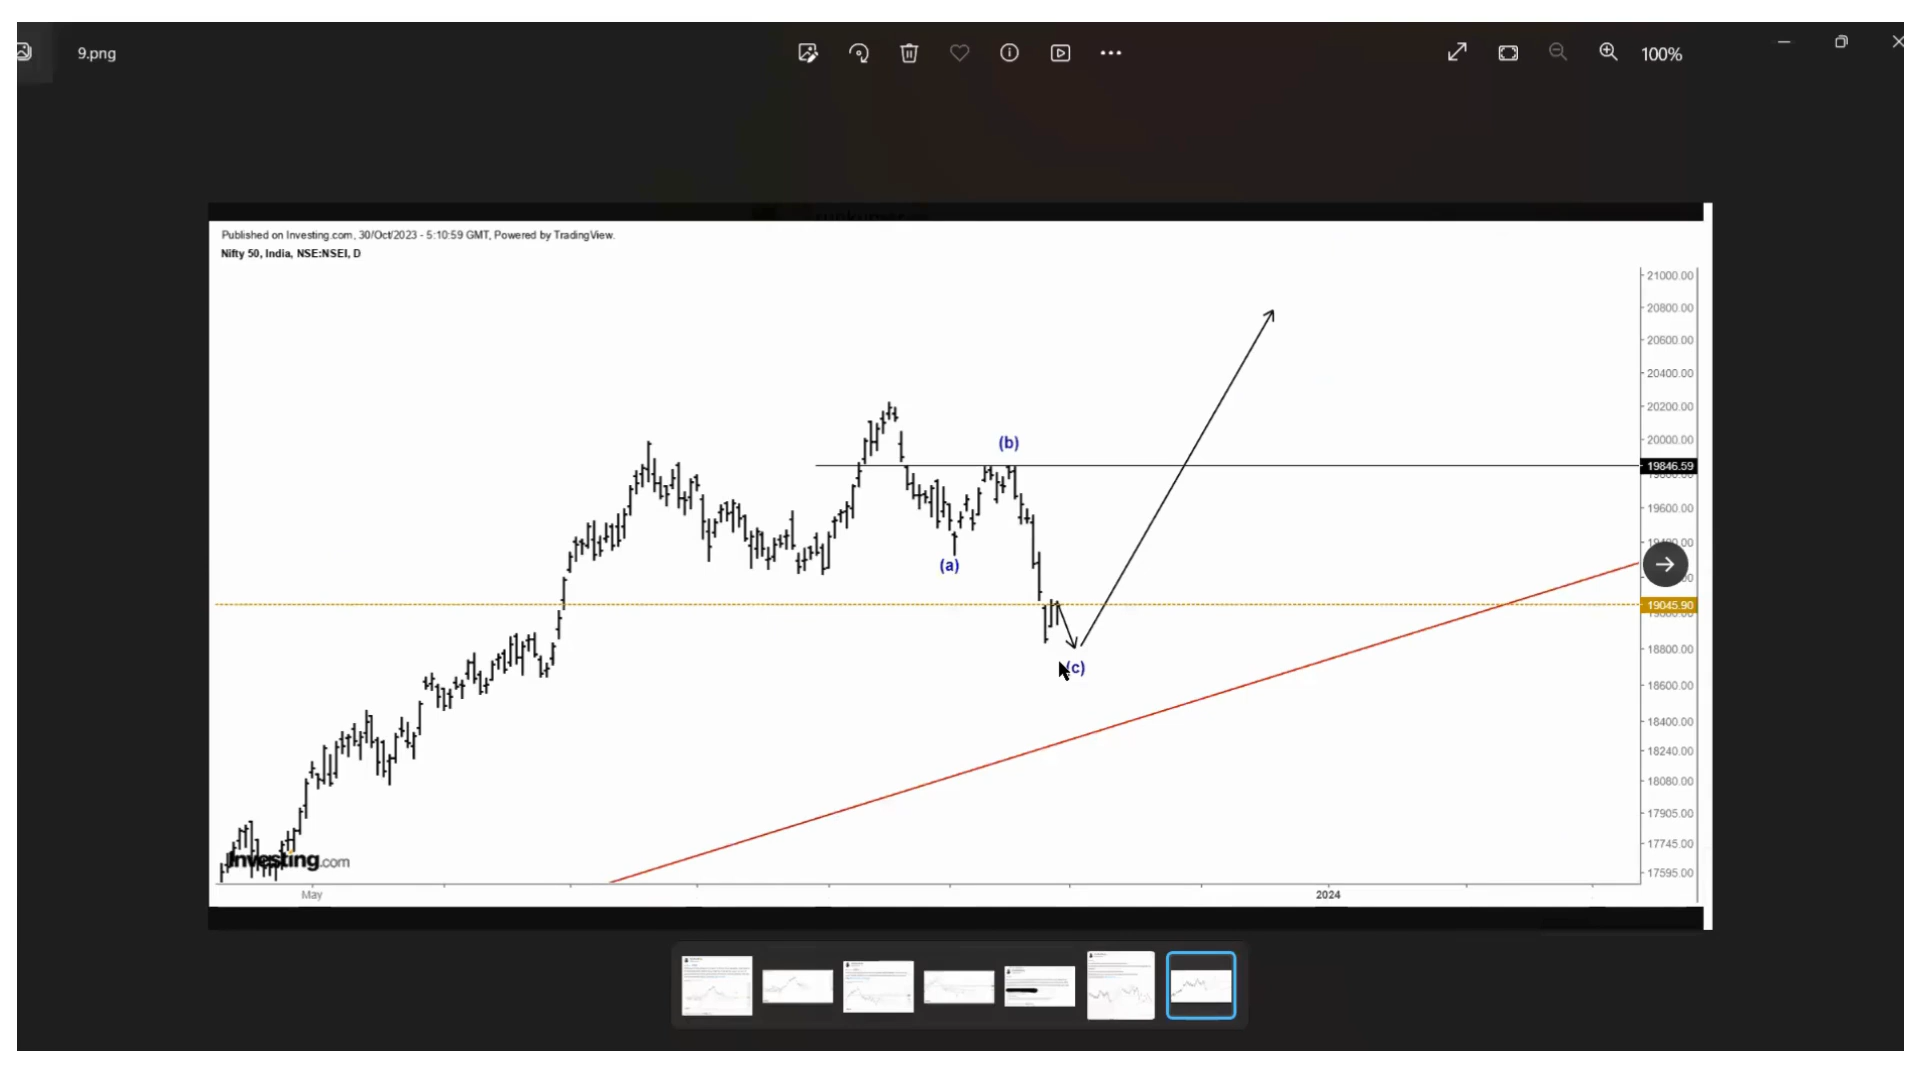 9.png
100%
Published on Investing.com, 30/Oct/2023 - 5:10:59 GMT, Powered by TradingView.
Nifty 50, India, NSE:NSEI, D
21000.00
20800.00
20600.00
20400.00
20200.00
20000.00
(b)
19846.59
19600.00
(a)
19045.90
18800.00
(c)
18600.00
18400.00
18240.00
18080.00
17905.00
17745.00
Investing.com
17595.00
May
2024